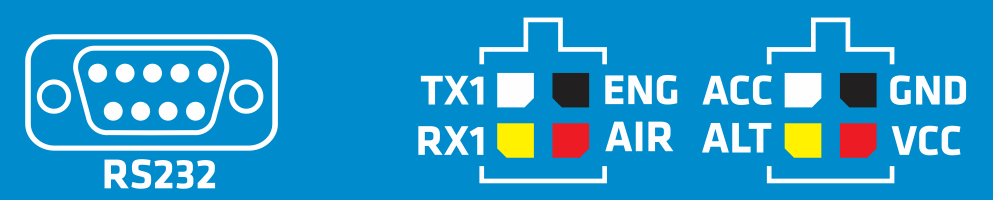 TX1 ENG ACC GND
RX1 AIR ALT VCC
RS232